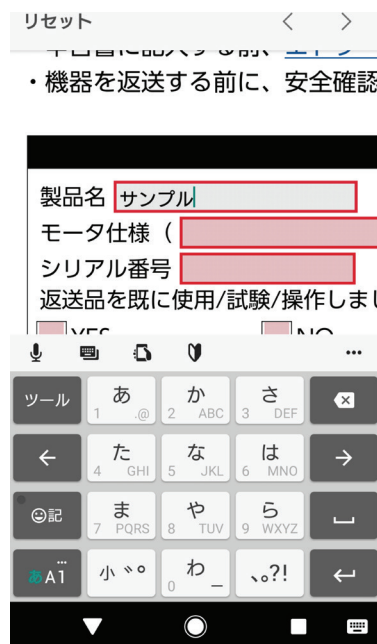 リセット
・機器を返送する前に、安全確認
製品名 サンプル
モータ仕様（
シリアル番号
返送品を既に使用/試験/操作しまし
YES NO
ツール
あ
1 .@
か
2 ABC
さ
3 DEF
た
4 GHI
な
5 JKL
は
6 MNO
記
ま
7 PQRS
や
8 TUV
ら
9 WXYZ
あA1
小゛゜
わ
0 ー
、。?!